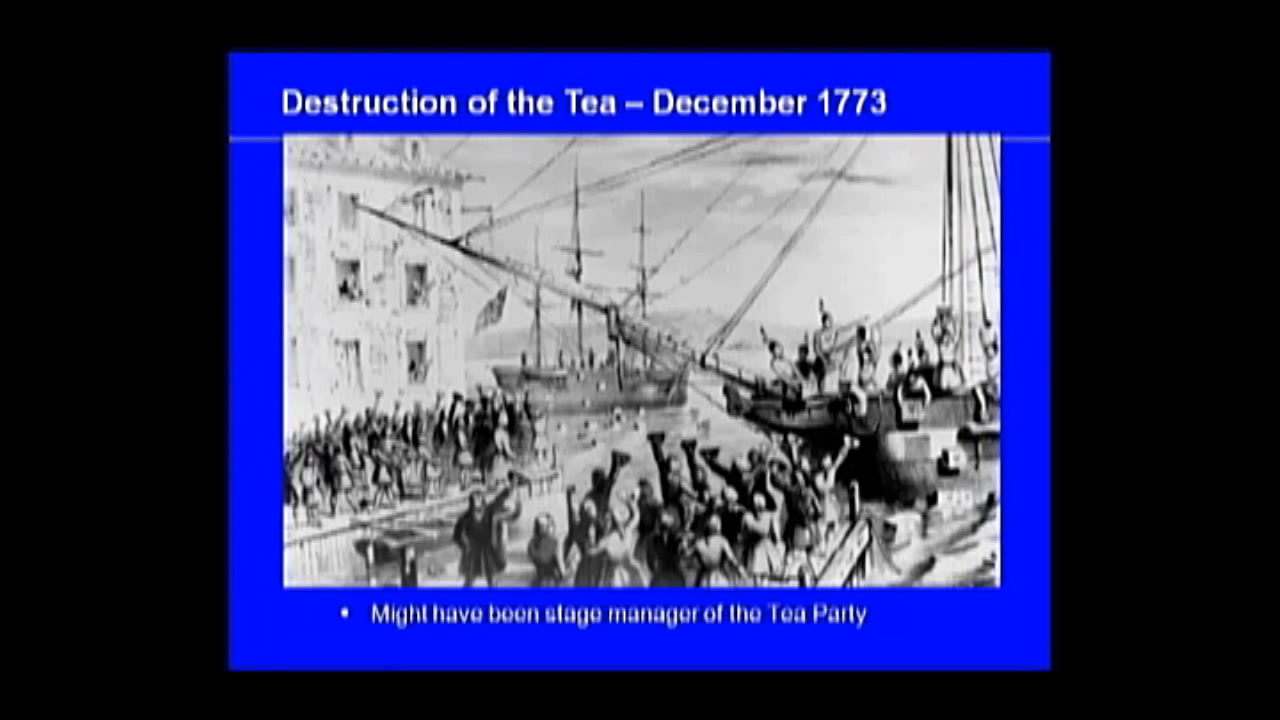 Destruction of the Tea – December 1773
• Might have been stage manager of the Tea Party